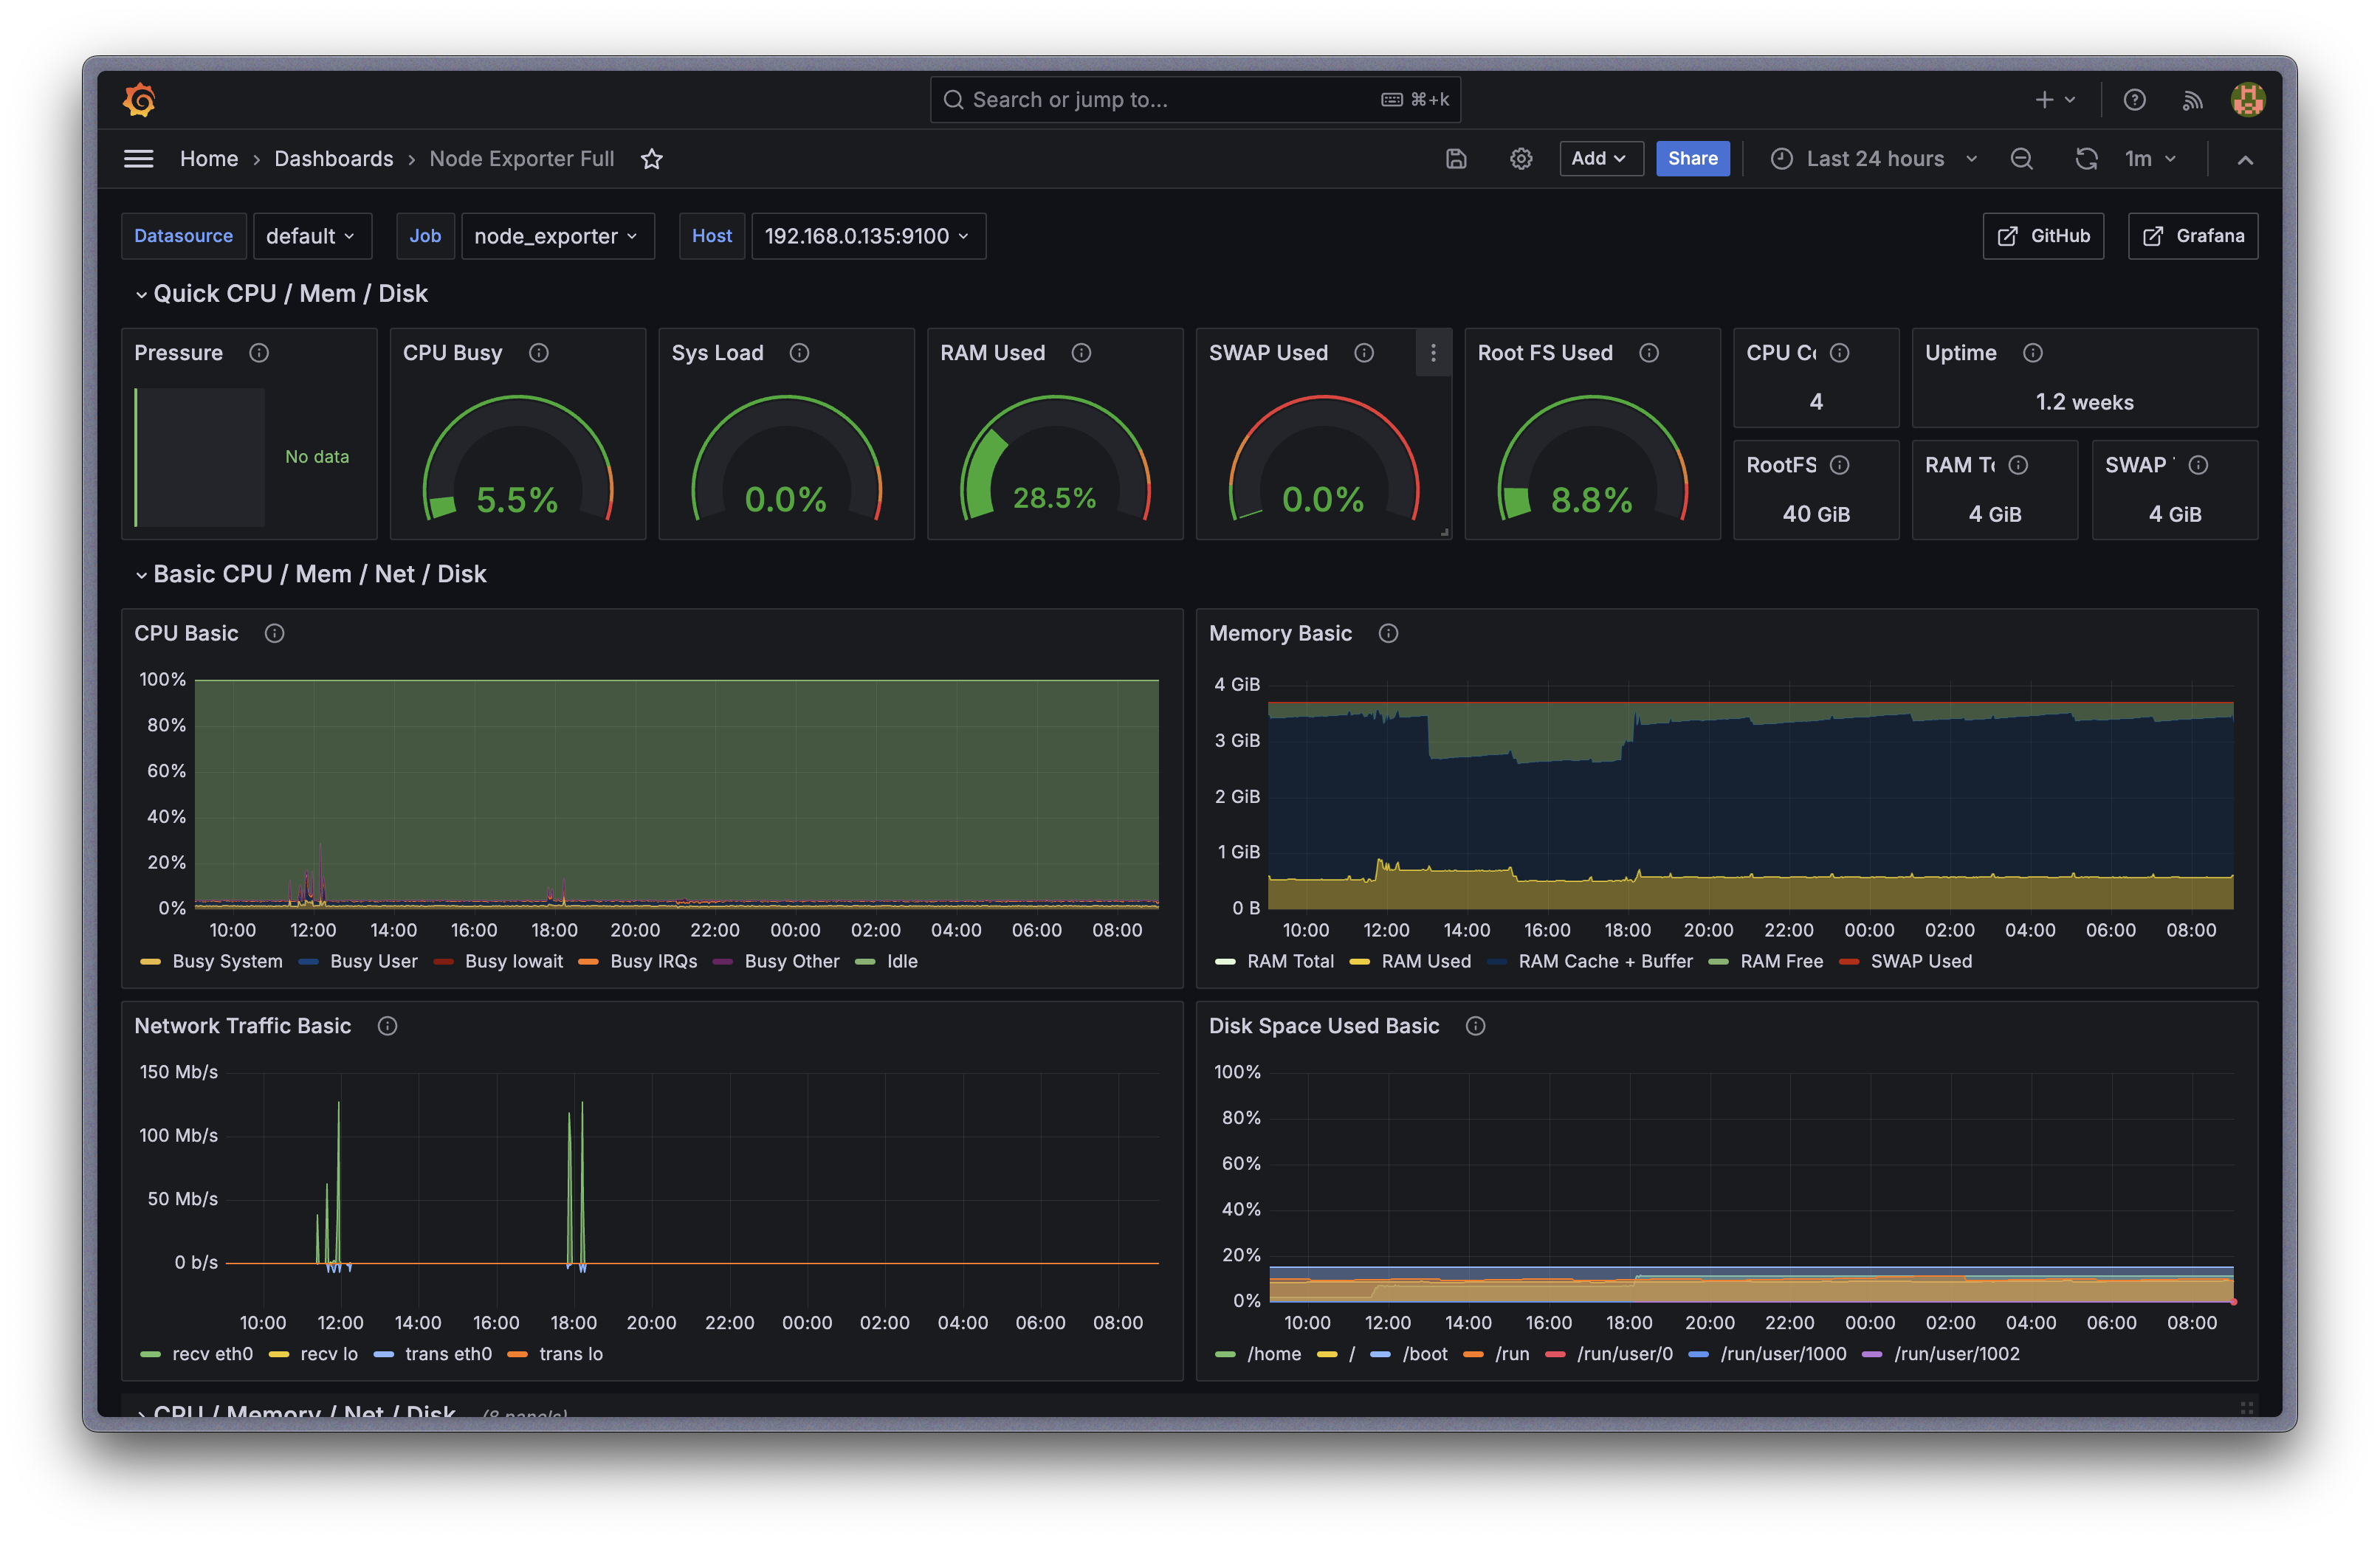 Search or jump to... ⌘+k
Home › Dashboards › Node Exporter Full
Add Share Last 24 hours 1m
Datasource default Job node_exporter Host 192.168.0.135:9100 GitHub Grafana
Quick CPU / Mem / Disk
Pressure
No data
CPU Busy
5.5%
Sys Load
0.0%
RAM Used
28.5%
SWAP Used
0.0%
Root FS Used
8.8%
CPU Co
4
Uptime
1.2 weeks
RootFS
40 GiB
RAM To
4 GiB
SWAP
4 GiB
Basic CPU / Mem / Net / Disk
CPU Basic
100%
80%
60%
40%
20%
0%
10:00 12:00 14:00 16:00 18:00 20:00 22:00 00:00 02:00 04:00 06:00 08:00
Busy System Busy User Busy Iowait Busy IRQs Busy Other Idle
Memory Basic
4 GiB
3 GiB
2 GiB
1 GiB
0 B
10:00 12:00 14:00 16:00 18:00 20:00 22:00 00:00 02:00 04:00 06:00 08:00
RAM Total RAM Used RAM Cache + Buffer RAM Free SWAP Used
Network Traffic Basic
150 Mb/s
100 Mb/s
50 Mb/s
0 b/s
10:00 12:00 14:00 16:00 18:00 20:00 22:00 00:00 02:00 04:00 06:00 08:00
recv eth0 recv lo trans eth0 trans lo
Disk Space Used Basic
100%
80%
60%
40%
20%
0%
10:00 12:00 14:00 16:00 18:00 20:00 22:00 00:00 02:00 04:00 06:00 08:00
/home / /boot /run /run/user/0 /run/user/1000 /run/user/1002
CPU / Memory / Net / Disk (8 panels)